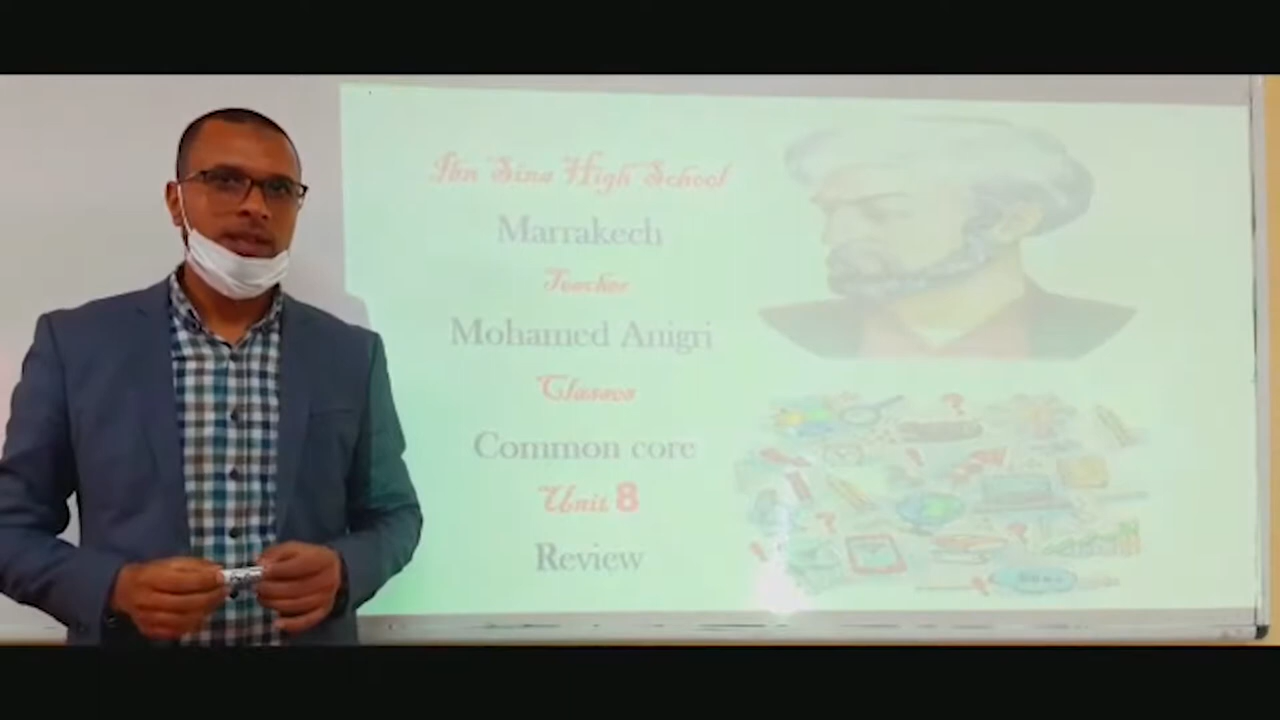 Ibn Sina High School
Marrakech
Teacher
Mohamed Anigri
Classes
Common core
Unit 8
Review